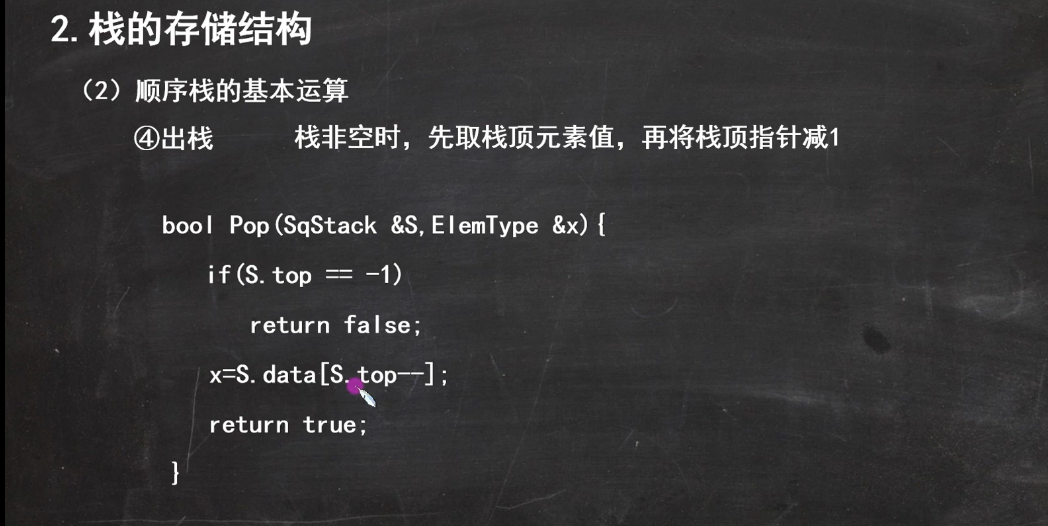 2.栈的存储结构
（2）顺序栈的基本运算
④出栈 栈非空时，先取栈顶元素值，再将栈顶指针减1
bool Pop(SqStack &S,ElemType &x){
if(S.top == -1)
return false;
x=S.data[S.top--];
return true;
}